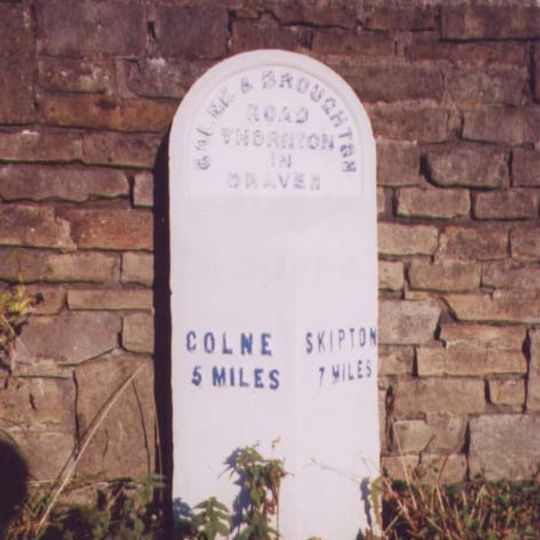 COLNE & BROUGHTON
ROAD
THORNTON
IN
CRAVEN
COLNE
5 MILES
SKIPTON
7 MILES